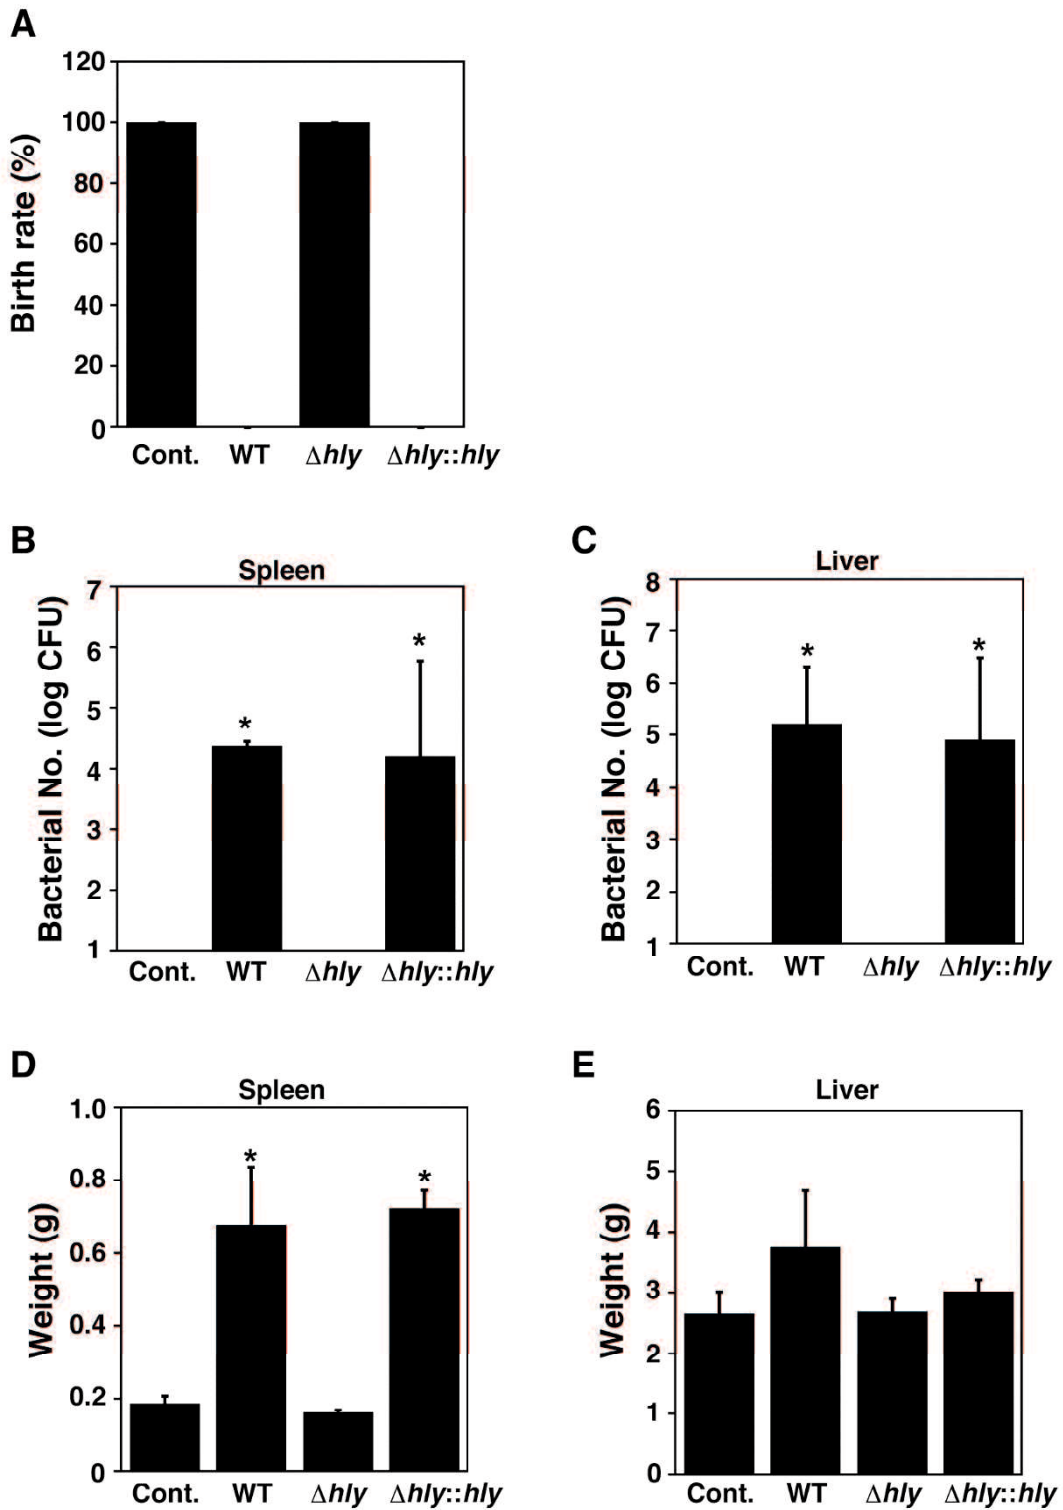 A
Birth rate (%)
120
100
80
60
40
20
0
Cont. WT Δhly Δhly::hly
B
Spleen
Bacterial No. (log CFU)
7
6
5
*
*
4
3
2
1
Cont. WT Δhly Δhly::hly
C
Liver
Bacterial No. (log CFU)
8
7
*
*
6
5
4
3
2
1
Cont. WT Δhly Δhly::hly
D
Spleen
Weight (g)
1.0
*
*
0.8
0.6
0.4
0.2
0
Cont. WT Δhly Δhly::hly
E
Liver
Weight (g)
6
5
4
3
2
1
0
Cont. WT Δhly Δhly::hly